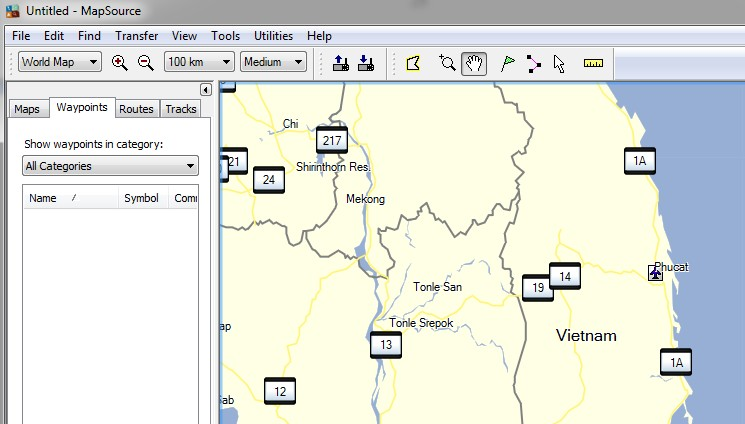 Untitled - MapSource
File Edit Find Transfer View Tools Utilities Help
World Map 100 km Medium
Maps Waypoints Routes Tracks
Show waypoints in category:
All Categories
Name / Symbol Comr
Chi
217
21
Shirinthorn Res.
24
1A
Mekong
Phucat
14
Tonle San
19
Tonle Srepok
ap
Vietnam
13
1A
12
Sab